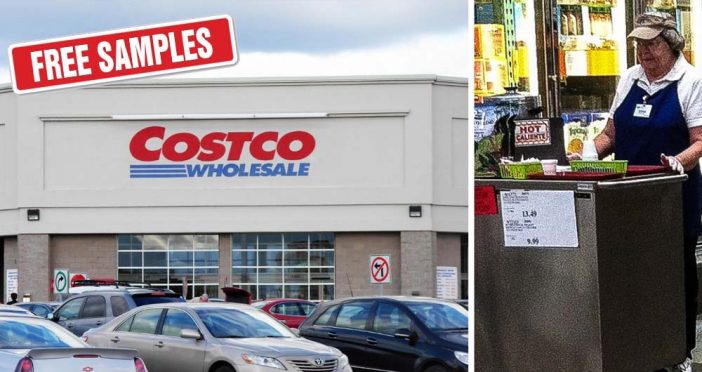 FREE SAMPLES
COSTCO
WHOLESALE
HOT
CALIENTE
13.49
9.99